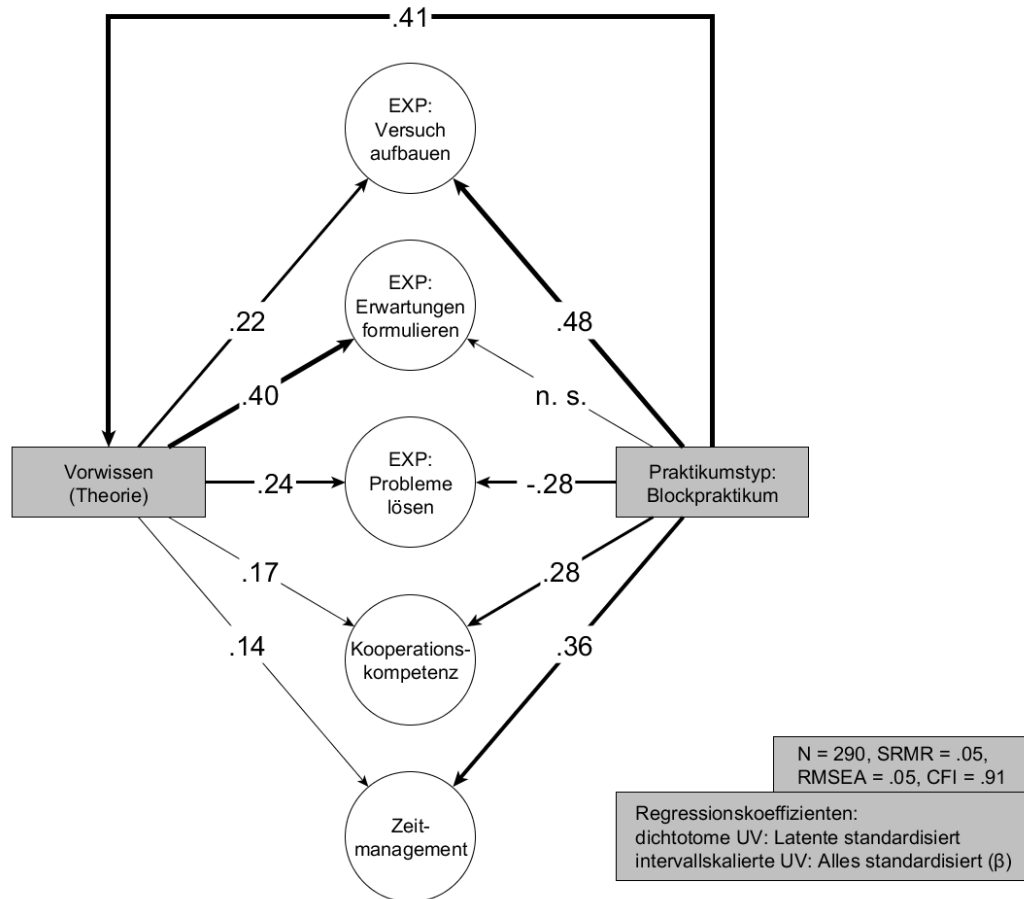 .41
EXP:
Versuch
aufbauen
EXP:
Erwartungen
formulieren
.22
.48
.40
n. s.
Vorwissen
(Theorie)
.24
EXP:
Probleme
lösen
-.28
Praktikumstyp:
Blockpraktikum
.17
.28
.14
Kooperations-
kompetenz
.36
Zeit-
management
N = 290, SRMR = .05,
RMSEA = .05, CFI = .91
Regressionskoeffizienten:
dichtotome UV: Latente standardisiert
intervallskalierte UV: Alles standardisiert (β)